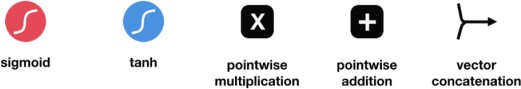 X
+
sigmoid
tanh
pointwise
multiplication
pointwise
addition
vector
concatenation